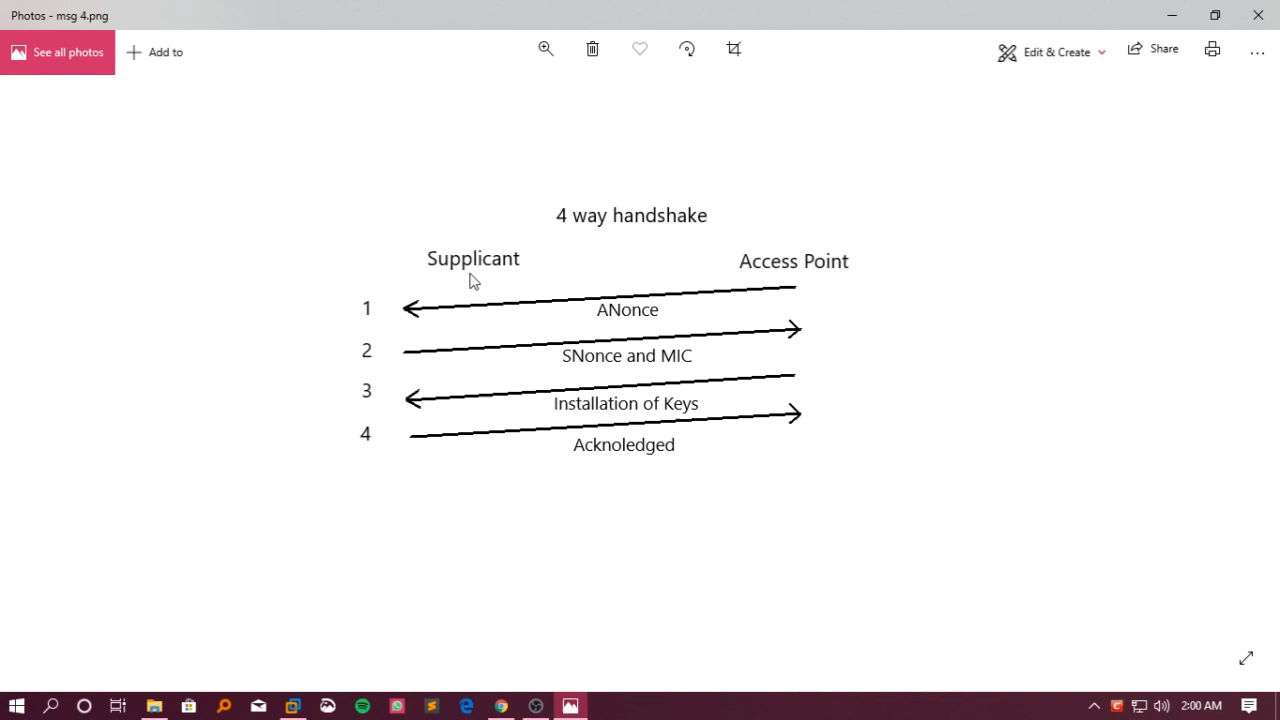 Photos - msg 4.png
See all photos
Add to
Edit & Create
Share
4 way handshake
Supplicant
Access Point
1
ANonce
2
SNonce and MIC
3
Installation of Keys
4
Acknoledged
2:00 AM